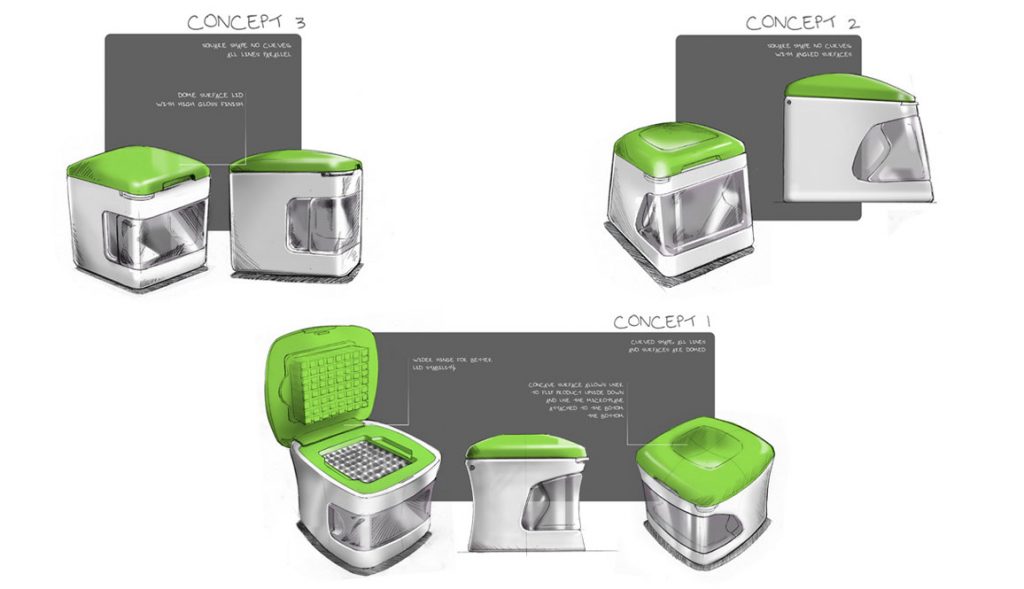 CONCEPT 3
SQUARE SHAPE NO CURVES
ALL LINES PARALLEL
DOME SURFACE LID
WITH HIGH GLOSS FINISH
CONCEPT 2
SQUARE SHAPE NO CURVES
WITH ANGLED SURFACES
CONCEPT 1
CURVED SHAPE, ALL LINES
AND SURFACES ARE DOMED
WIDER HINGE FOR BETTER
LID STABILITY
CONCAVE SURFACE ALLOWS USER
TO FLIP PRODUCT UPSIDE DOWN
AND USE THE MICROPLANE
ATTACHED TO THE BOTTOM
THE BOTTOM